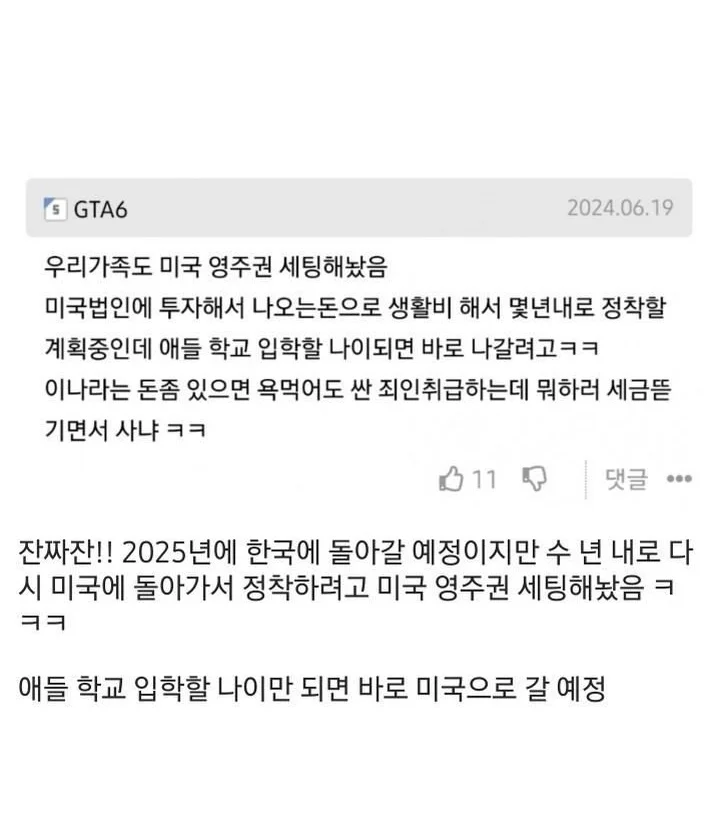 GTA6
2024.06.19
우리가족도 미국 영주권 세팅해놨음
미국법인에 투자해서 나오는돈으로 생활비 해서 몇년내로 정착할
계획중인데 애들 학교 입학할 나이되면 바로 나갈려고ㅋㅋ
이나라는 돈좀 있으면 욕먹어도 싼 죄인취급하는데 뭐하러 세금뜯
기면서 사냐 ㅋㅋ
11
댓글
잔짜잔!! 2025년에 한국에 돌아갈 예정이지만 수 년 내로 다
시 미국에 돌아가서 정착하려고 미국 영주권 세팅해놨음 ㅋ
ㅋㅋ
애들 학교 입학할 나이만 되면 바로 미국으로 갈 예정